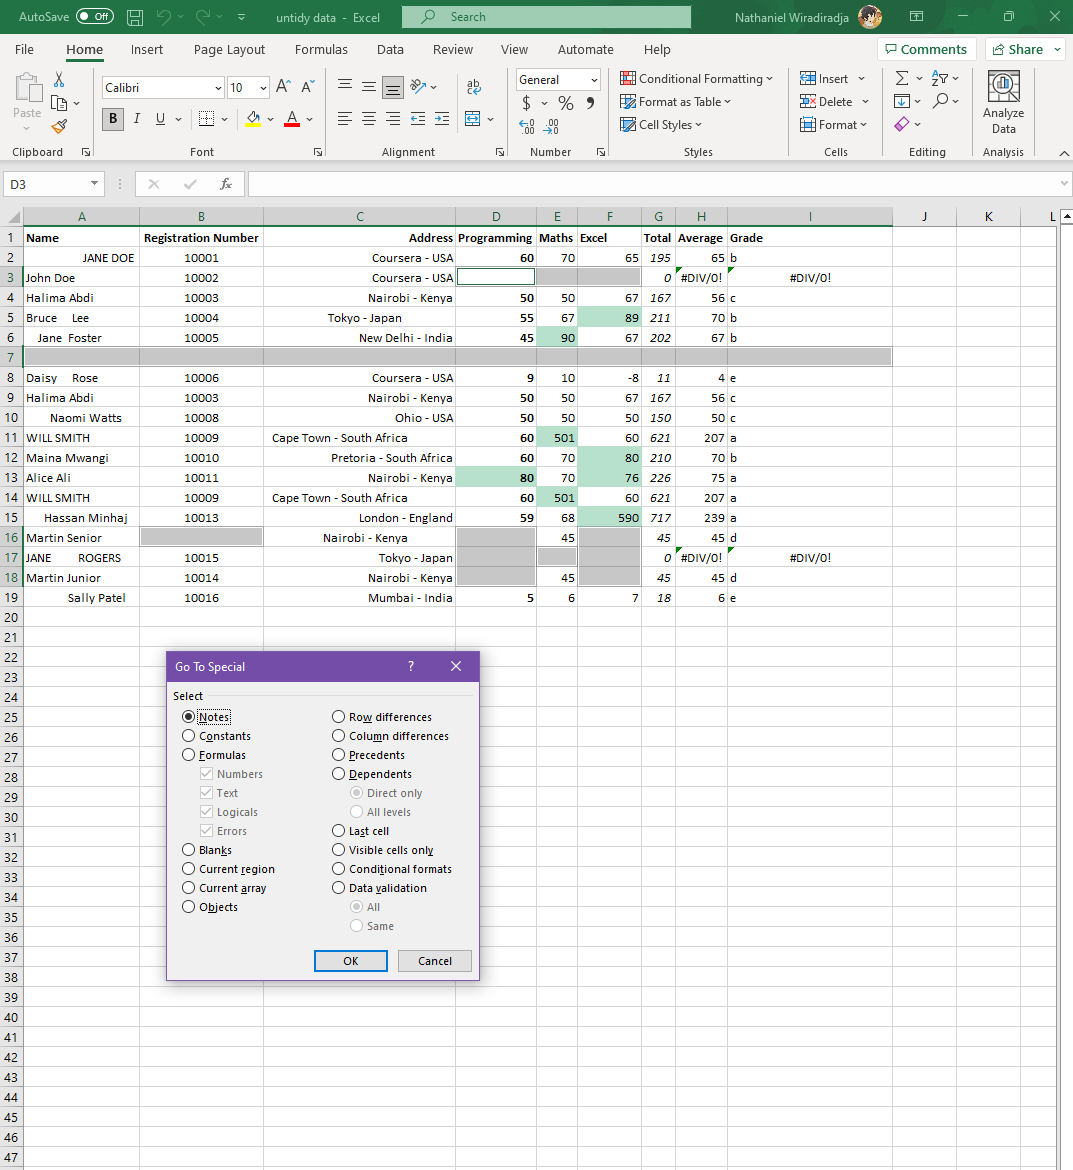 AutoSave Off untidy data - Excel Search Nathaniel Wiradiradja
File Home Insert Page Layout Formulas Data Review View Automate Help Comments Share
Paste Calibri 10 A^ A˅ B I U A ab General $ % 9 .00 .00 Conditional Formatting Format as Table Cell Styles Insert Delete Format Analyze Data
Clipboard Font Alignment Number Styles Cells Editing Analysis
D3 fx
A B C D E F G H I J K L
1 Name Registration Number Address Programming Maths Excel Total Average Grade
2 JANE DOE 10001 Coursera - USA 60 70 65 195 65 b
3 John Doe 10002 Coursera - USA 0 #DIV/0! #DIV/0!
4 Halima Abdi 10003 Nairobi - Kenya 50 50 67 167 56 c
5 Bruce Lee 10004 Tokyo - Japan 55 67 89 211 70 b
6 Jane Foster 10005 New Delhi - India 45 90 67 202 67 b
7
8 Daisy Rose 10006 Coursera - USA 9 10 -8 11 4 e
9 Halima Abdi 10003 Nairobi - Kenya 50 50 67 167 56 c
10 Naomi Watts 10008 Ohio - USA 50 50 50 150 50 c
11 WILL SMITH 10009 Cape Town - South Africa 60 501 60 621 207 a
12 Maina Mwangi 10010 Pretoria - South Africa 60 70 80 210 70 b
13 Alice Ali 10011 Nairobi - Kenya 80 70 76 226 75 a
14 WILL SMITH 10009 Cape Town - South Africa 60 501 60 621 207 a
15 Hassan Minhaj 10013 London - England 59 68 590 717 239 a
16 Martin Senior Nairobi - Kenya 45 45 45 d
17 JANE ROGERS 10015 Tokyo - Japan 0 #DIV/0! #DIV/0!
18 Martin Junior 10014 Nairobi - Kenya 45 45 45 d
19 Sally Patel 10016 Mumbai - India 5 6 7 18 6 e
20
21
22
23
24
25
26
27
28
29
30
31
32
33
34
35
36
37
38
39
40
41
42
43
44
45
46
47
Go To Special ?
Select
Notes Row differences
Constants Column differences
Formulas Precedents
Numbers Dependents
Text Direct only
Logicals All levels
Errors Last cell
Blanks Visible cells only
Current region Conditional formats
Current array Data validation
Objects All
Same
OK Cancel